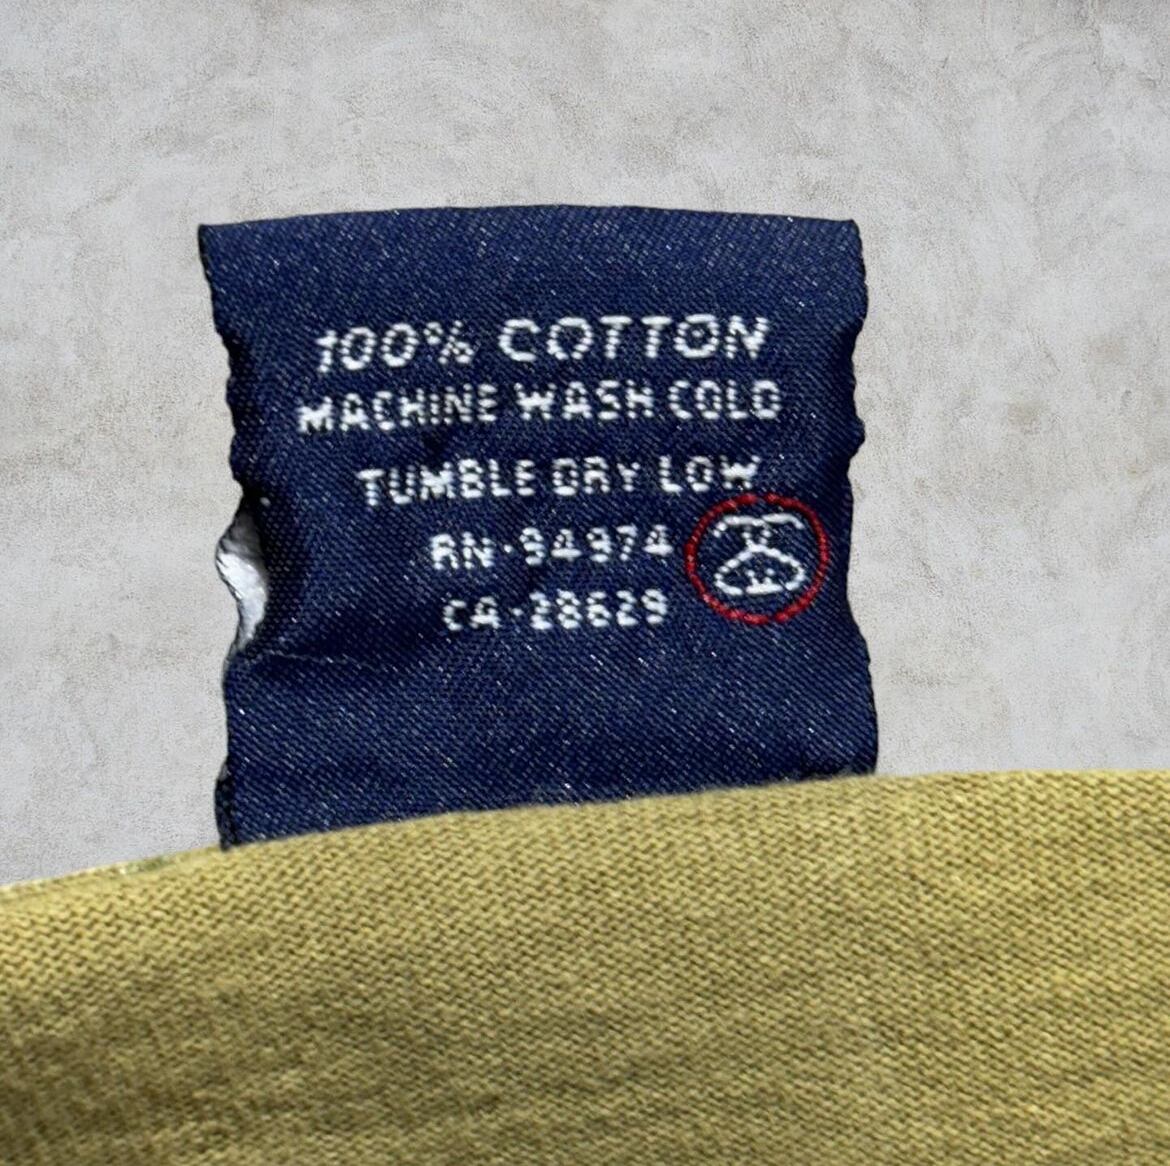 100% COTTON
MACHINE WASH COLD
TUMBLE DRY LOW
RN-94974
CA-28629